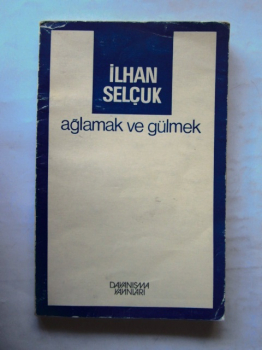 İLHAN
SELÇUK
ağlamak ve gülmek
DAYANIŞMA
YAYINLARI